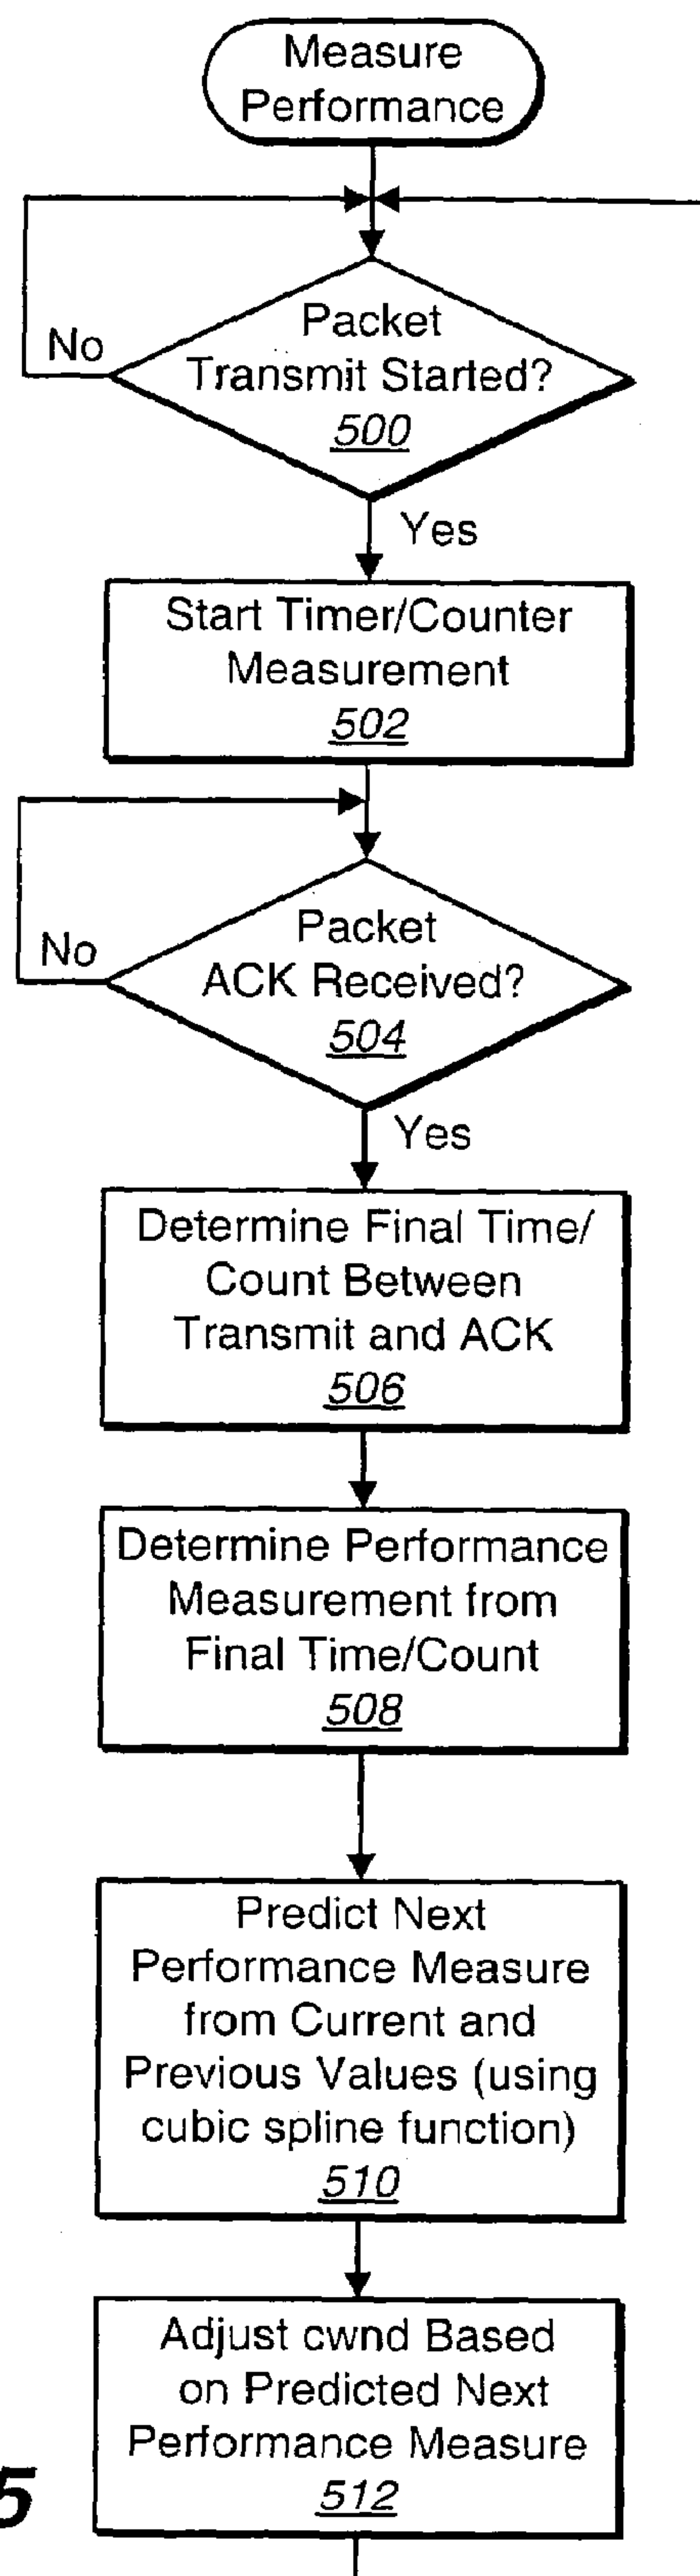 Measure
Performance
Packet
Transmit Started?
500
No
Yes
Start Timer/Counter
Measurement
502
Packet
ACK Received?
504
No
Yes
Determine Final Time/
Count Between
Transmit and ACK
506
Determine Performance
Measurement from
Final Time/Count
508
Predict Next
Performance Measure
from Current and
Previous Values (using
cubic spline function)
510
Adjust cwnd Based
on Predicted Next
Performance Measure
512
5